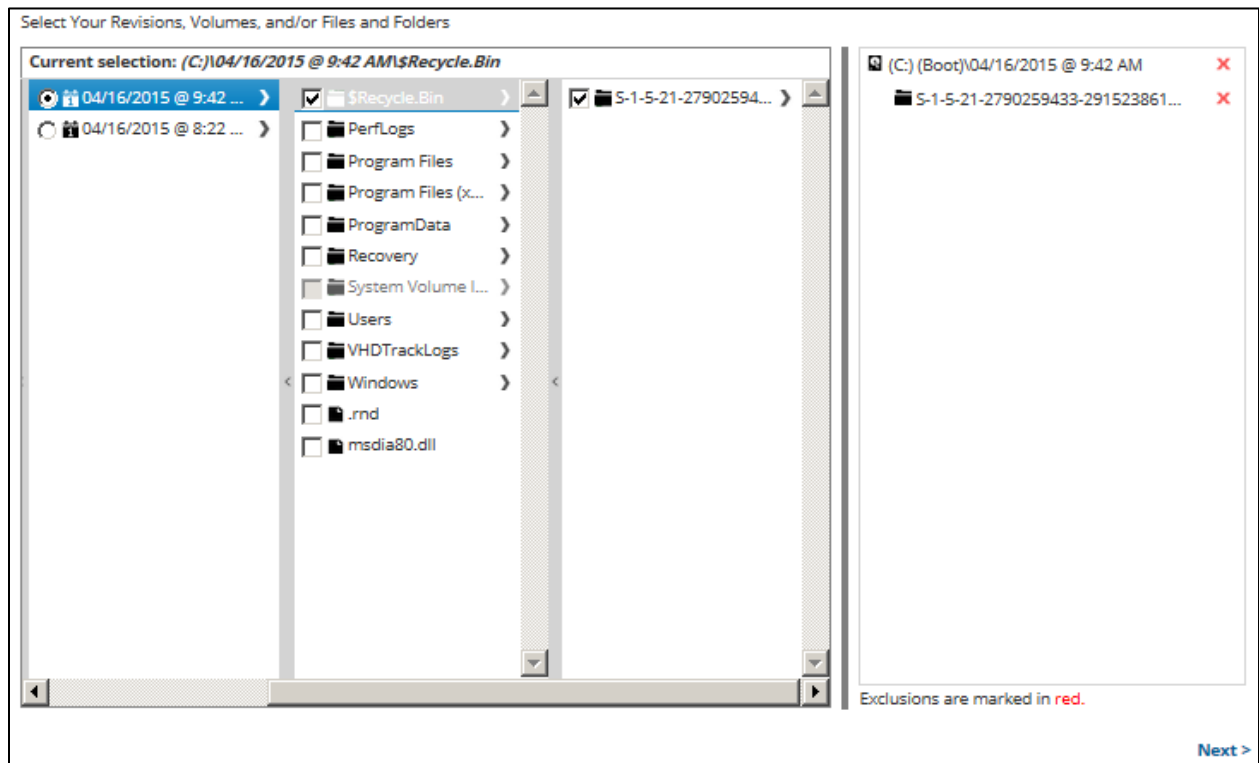 Select Your Revisions, Volumes, and/or Files and Folders
Current selection: (C:)\04/16/2015 @ 9:42 AM\$Recycle.Bin
04/16/2015 @ 9:42 ...
04/16/2015 @ 8:22 ...
$Recycle.Bin
PerfLogs
Program Files
Program Files (x...
ProgramData
Recovery
System Volume I...
Users
VHDTrackLogs
Windows
.rnd
msdia80.dll
S-1-5-21-27902594...
(C:) (Boot)\04/16/2015 @ 9:42 AM
S-1-5-21-2790259433-291523861...
Exclusions are marked in red.
Next >